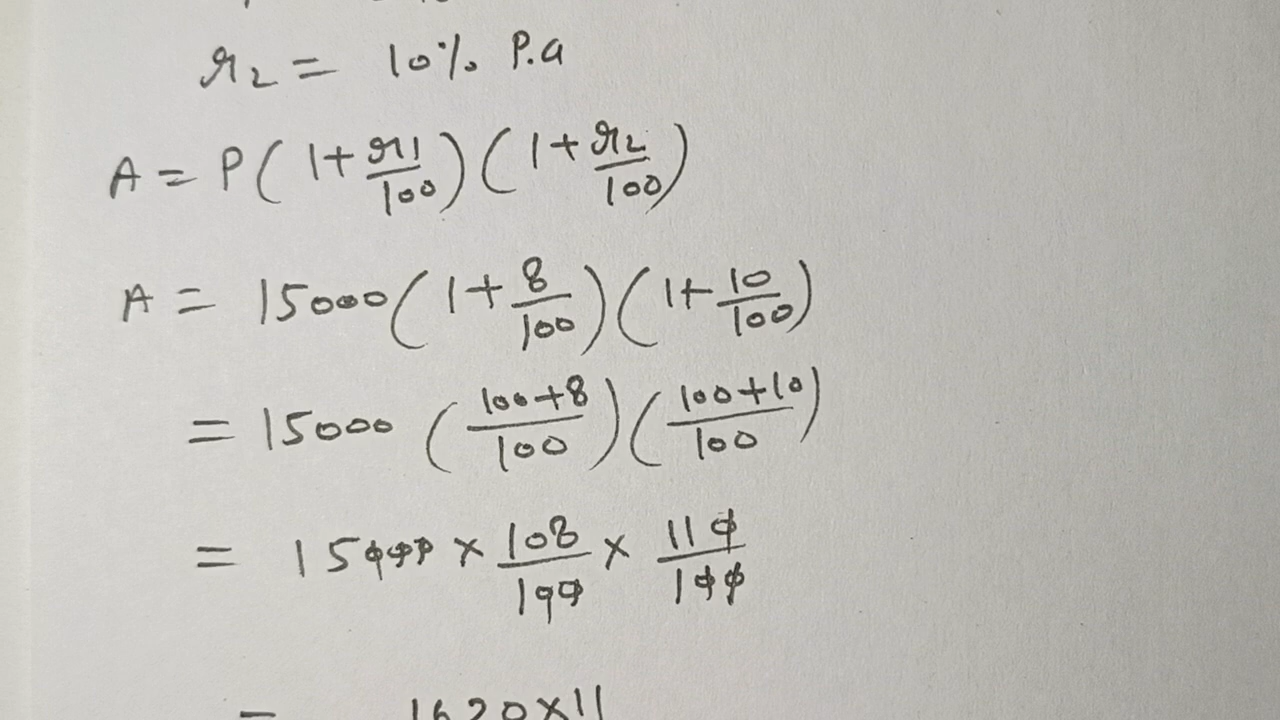 r₂ = 10% P.a
A = P(1+r1/100)(1+r₂/100)
A = 15000(1+8/100)(1+10/100)
= 15000(100+8/100)(100+10/100)
= 15000 × 108/100 × 110/100
= 1620×11